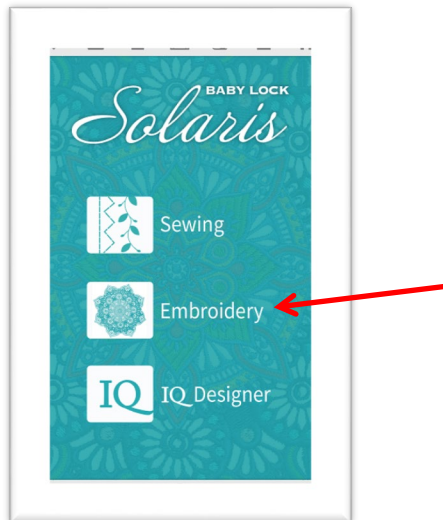 BABY LOCK
Solaris
Sewing
Embroidery
IQ IQ Designer